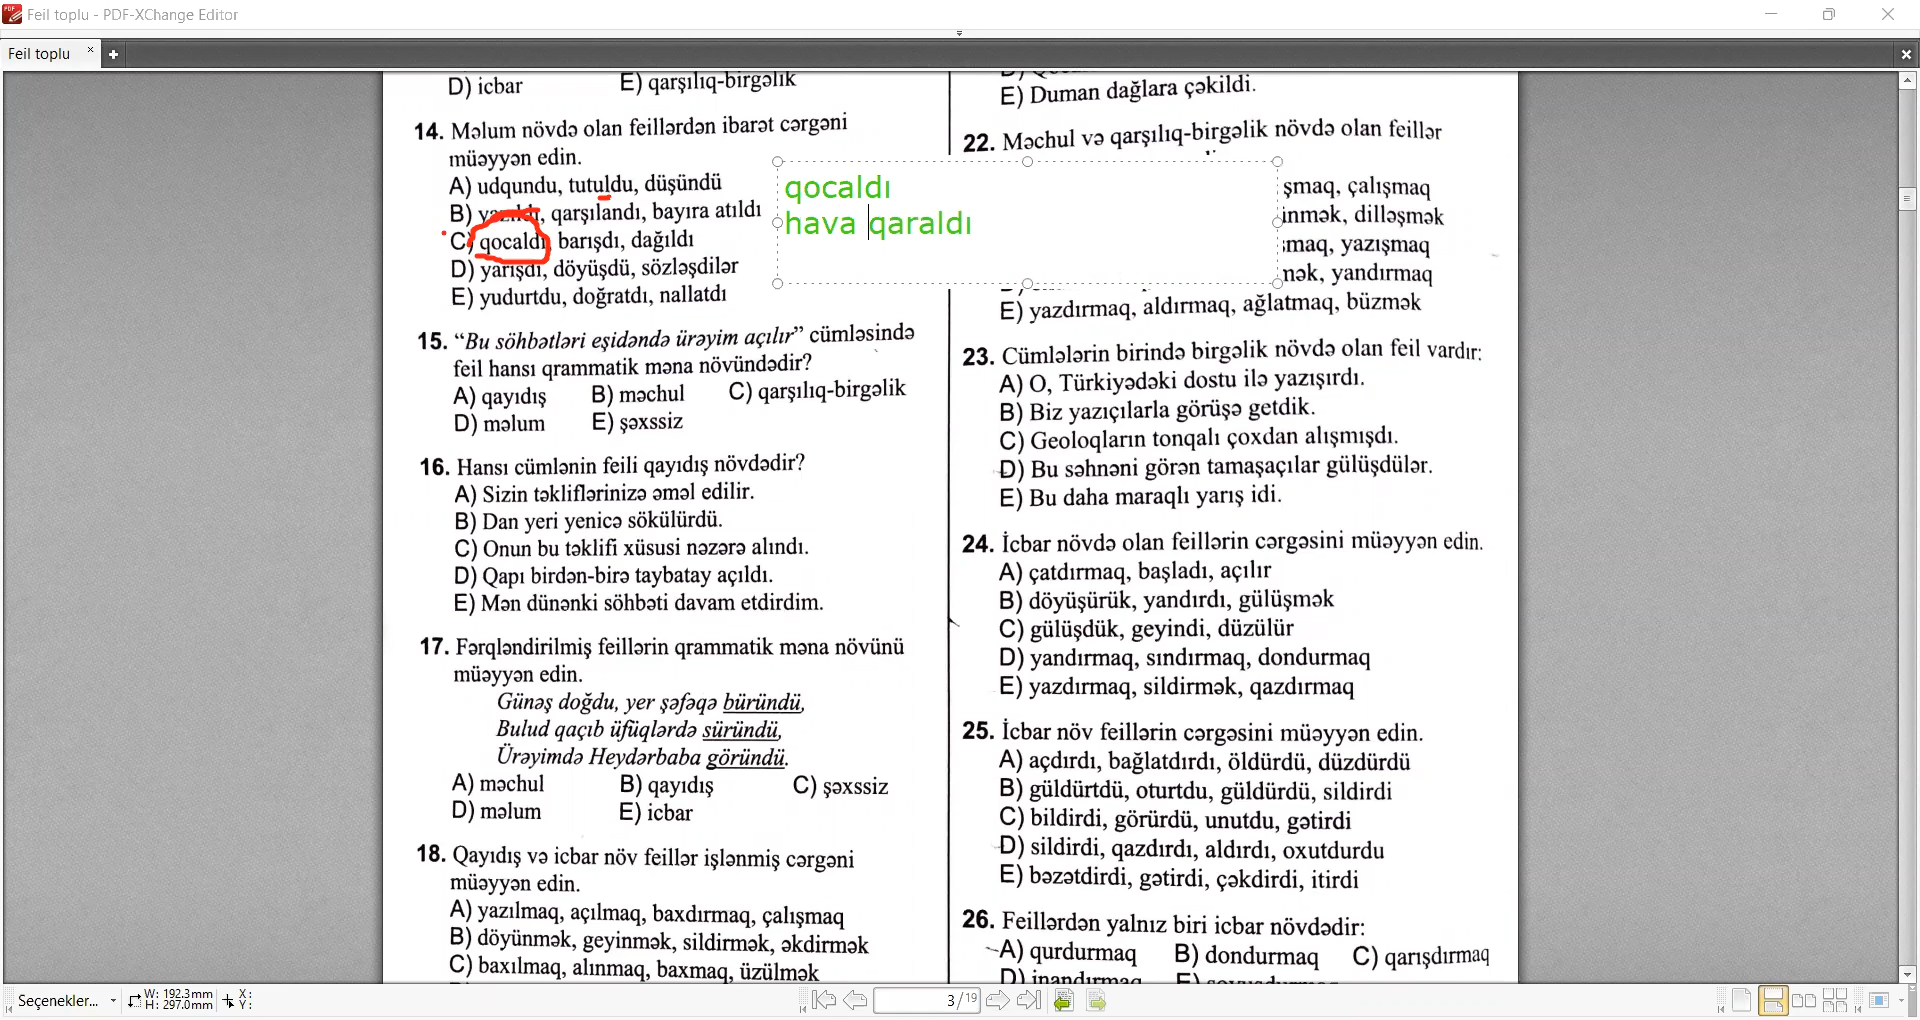 Feil toplu - PDF-XChange Editor
Feil toplu
D) icbar E) qarşılıq-birgəlik
14. Məlum növdə olan feillərdən ibarət cərgəni
müəyyən edin.
A) udqundu, tutuldu, düşündü
B) yazıldı, qarşılandı, bayıra atıldı
C) qocaldı, barışdı, dağıldı
D) yarışdı, döyüşdü, sözləşdilər
E) yudurtdu, doğratdı, nallatdı
15. “Bu söhbətləri eşidəndə ürəyim açılır” cümləsində
feil hansı qrammatik məna növündədir?
A) qayıdış B) məchul C) qarşılıq-birgəlik
D) məlum E) şəxssiz
16. Hansı cümlənin feili qayıdış növdədir?
A) Sizin təkliflərinizə əməl edilir.
B) Dan yeri yenicə sökülürdü.
C) Onun bu təklifi xüsusi nəzərə alındı.
D) Qapı birdən-birə taybatay açıldı.
E) Mən dünənki söhbəti davam etdirdim.
17. Fərqləndirilmiş feillərin qrammatik məna növünü
müəyyən edin.
Günəş doğdu, yer şəfəqə büründü,
Bulud qaçıb üfüqlərdə süründü,
Ürəyimdə Heydərbaba göründü.
A) məchul B) qayıdış C) şəxssiz
D) məlum E) icbar
18. Qayıdış və icbar növ feillər işlənmiş cərgəni
müəyyən edin.
A) yazılmaq, açılmaq, baxdırmaq, çalışmaq
B) döyünmək, geyinmək, sildirmək, əkdirmək
C) baxılmaq, alınmaq, baxmaq, üzülmək
E) Duman dağlara çəkildi.
22. Məchul və qarşılıq-birgəlik növdə olan feillər
qocaldı
hava qaraldı
şmaq, çalışmaq
inmək, dilləşmək
şmaq, yazışmaq
mək, yandırmaq
E) yazdırmaq, aldırmaq, ağlatmaq, büzmək
23. Cümlələrin birində birgəlik növdə olan feil vardır:
A) O, Türkiyədəki dostu ilə yazışırdı.
B) Biz yazıçılarla görüşə getdik.
C) Geoloqların tonqalı çoxdan alışmışdı.
D) Bu səhnəni görən tamaşaçılar gülüşdülər.
E) Bu daha maraqlı yarış idi.
24. İcbar növdə olan feillərin cərgəsini müəyyən edin.
A) çatdırmaq, başladı, açılır
B) döyüşürük, yandırdı, gülüşmək
C) gülüşdük, geyindi, düzülür
D) yandırmaq, sındırmaq, dondurmaq
E) yazdırmaq, sildirmək, qazdırmaq
25. İcbar növ feillərin cərgəsini müəyyən edin.
A) açdırdı, bağlatdırdı, öldürdü, düzdürdü
B) güldürtdü, oturtdu, güldürdü, sildirdi
C) bildirdi, görürdü, unutdu, gətirdi
D) sildirdi, qazdırdı, aldırdı, oxutdurdu
E) bəzətdirdi, gətirdi, çəkdirdi, itirdi
26. Feillərdən yalnız biri icbar növdədir:
A) qurdurmaq B) dondurmaq C) qarışdırmaq
D) inandırmaq
Seçenekler...
W: 192.3mm
H: 297.0mm
X:
Y:
3 / 19